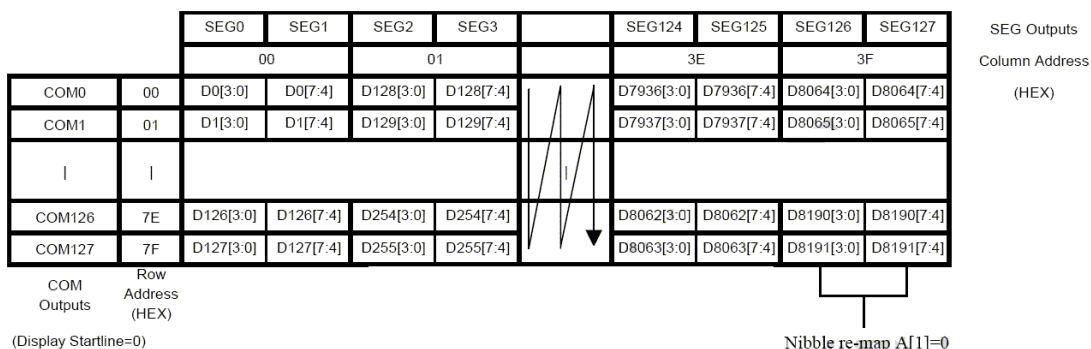 SEG0 SEG1 SEG2 SEG3 SEG124 SEG125 SEG126 SEG127 SEG Outputs
00 01 3E 3F Column Address
COM0 00 D0[3:0] D0[7:4] D128[3:0] D128[7:4] D7936[3:0] D7936[7:4] D8064[3:0] D8064[7:4] (HEX)
COM1 01 D1[3:0] D1[7:4] D129[3:0] D129[7:4] D7937[3:0] D7937[7:4] D8065[3:0] D8065[7:4]
| | |
COM126 7E D126[3:0] D126[7:4] D254[3:0] D254[7:4] D8062[3:0] D8062[7:4] D8190[3:0] D8190[7:4]
COM127 7F D127[3:0] D127[7:4] D255[3:0] D255[7:4] D8063[3:0] D8063[7:4] D8191[3:0] D8191[7:4]
COM Outputs
Row Address (HEX)
(Display Startline=0)
Nibble re-map A[1]=0